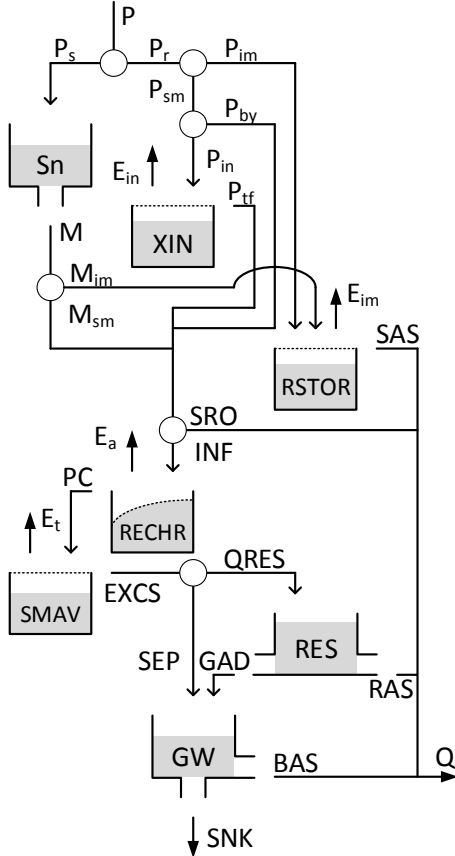 P
Ps Pr Pim
Psm
Pby
Sn
Ein
Pin
Ptf
M
XIN
Mim
Msm
Eim
SAS
RSTOR
SRO
Ea
INF
PC
Et
RECHR
EXCS
QRES
SMAV
RES
SEP GAD
RAS
GW
BAS
Q
SNK